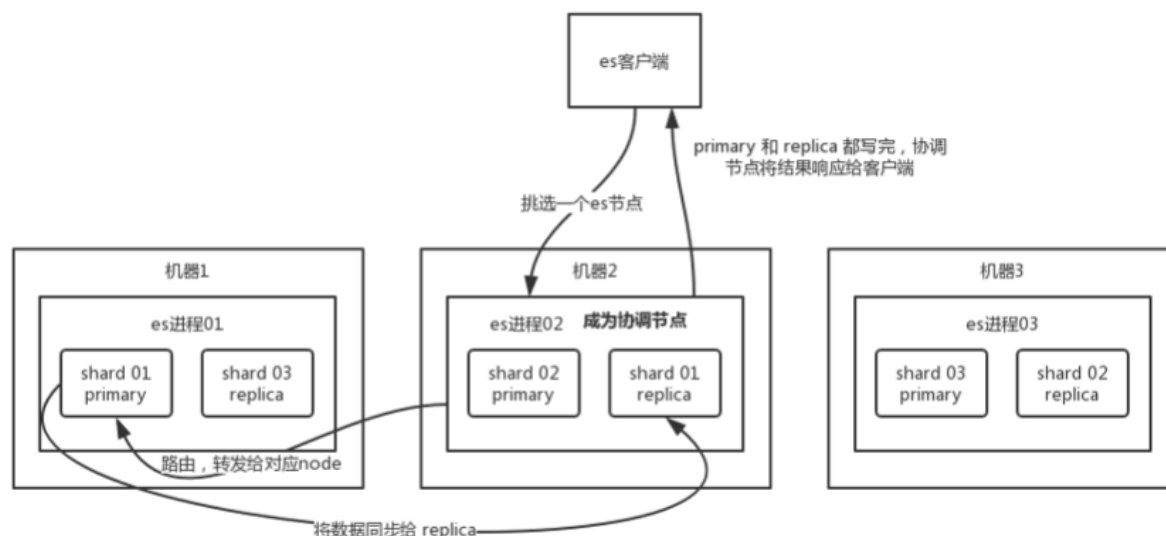 es客户端
primary 和 replica 都写完，协调
节点将结果响应给客户端
挑选一个es节点
机器1
机器2
机器3
es进程01
es进程02
成为协调节点
es进程03
shard 01
primary
shard 03
replica
shard 02
primary
shard 01
replica
shard 03
primary
shard 02
replica
路由，转发给对应node
将数据同步给 replica